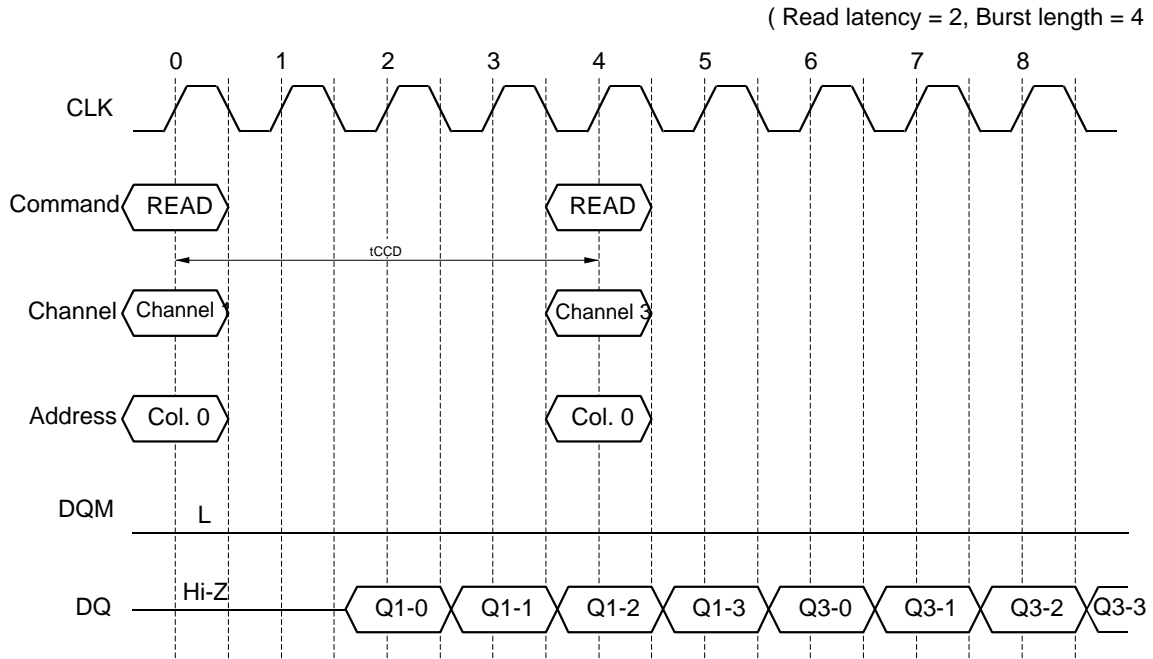 ( Read latency = 2, Burst length = 4
0 1 2 3 4 5 6 7 8
CLK
Command READ READ
tCCD
Channel Channel 1 Channel 3
Address Col. 0 Col. 0
DQM L
DQ Hi-Z Q1-0 Q1-1 Q1-2 Q1-3 Q3-0 Q3-1 Q3-2 Q3-3